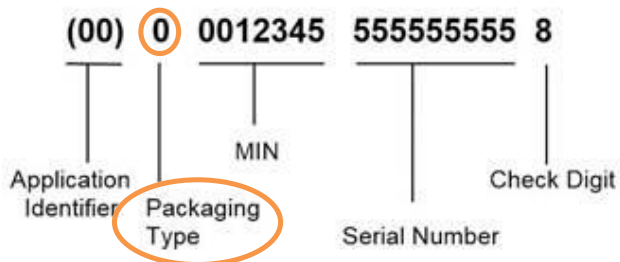 (00) 0 0012345 555555555 8
MIN
Application
Identifier
Packaging
Type
Serial Number
Check Digit